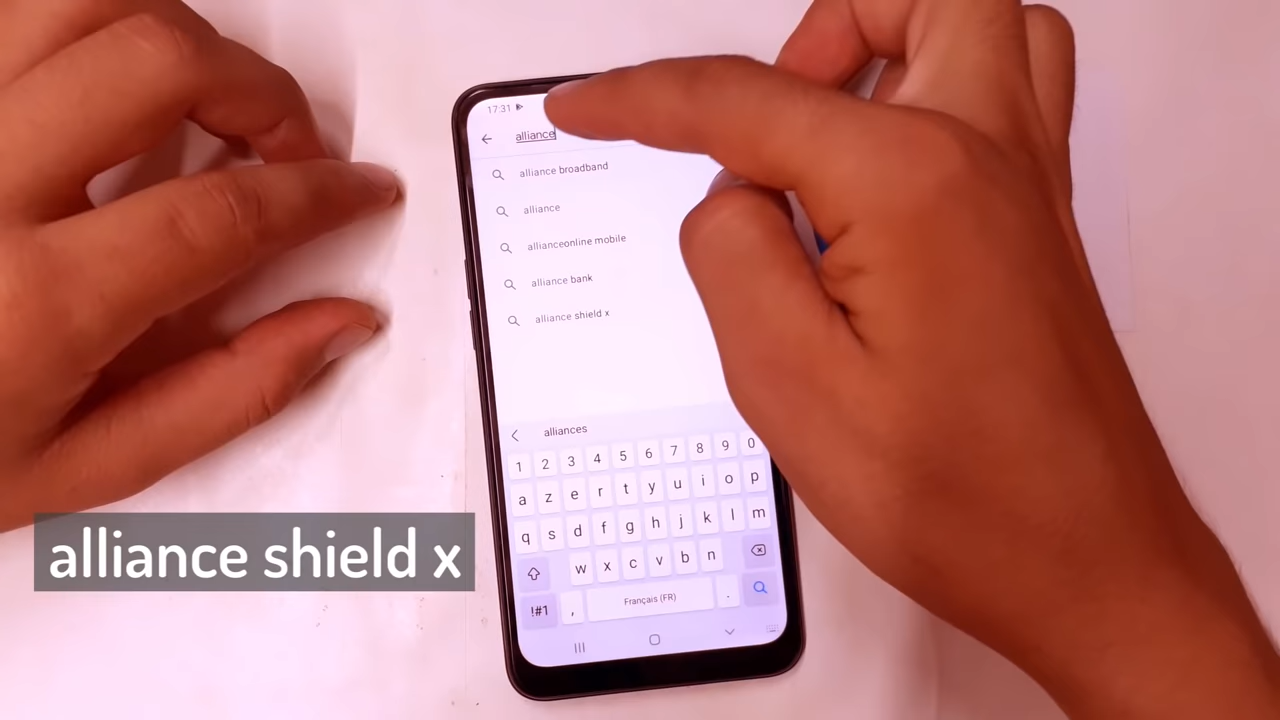 17:31
alliance
alliance broadband
alliance
allianceonline mobile
alliance bank
alliance shield x
alliances
1 2 3 4 5 6 7 8 9 0
a z e r t y u i o p
q s d f g h j k l m
w x c v b n
!#1 , Français (FR) .
alliance shield x